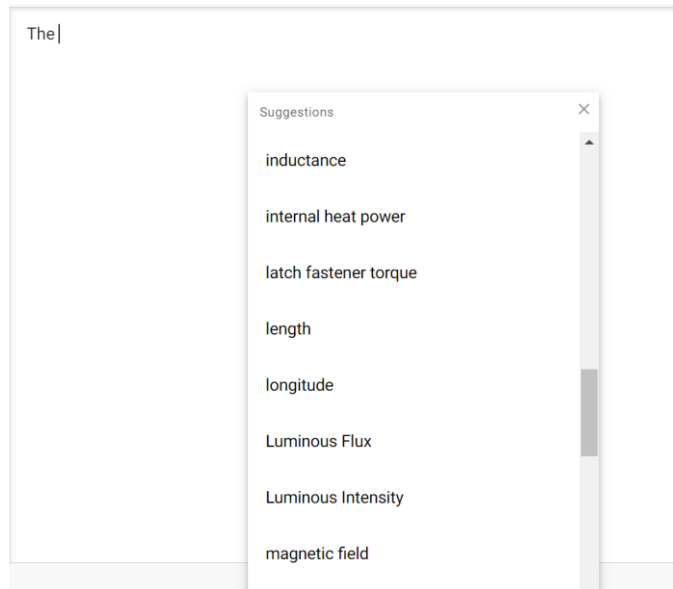 The
Suggestions
inductance
internal heat power
latch fastener torque
length
longitude
Luminous Flux
Luminous Intensity
magnetic field